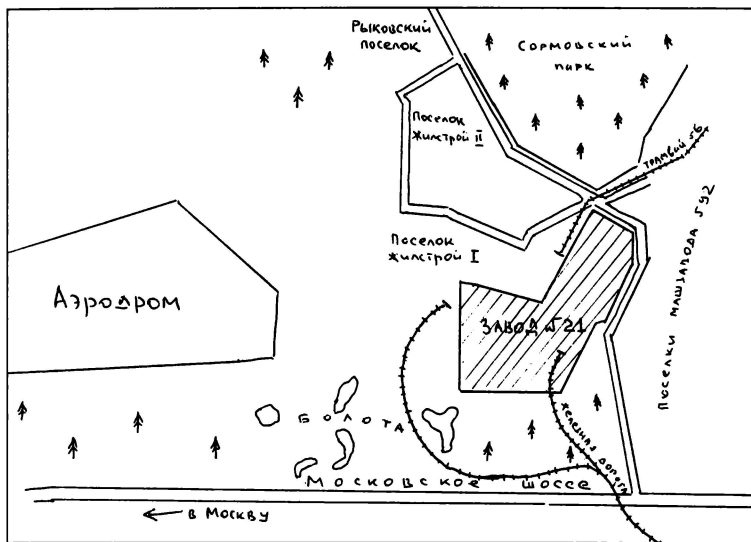 Рыковский
поселок
Сормовский
парк
Поселок
жилстрой II
Трамвай №6
Поселок
жилстрой I
Поселки машзавода №92
Аэродром
Завод №21
Болота
Железная дорога
Московское шоссе
в Москву